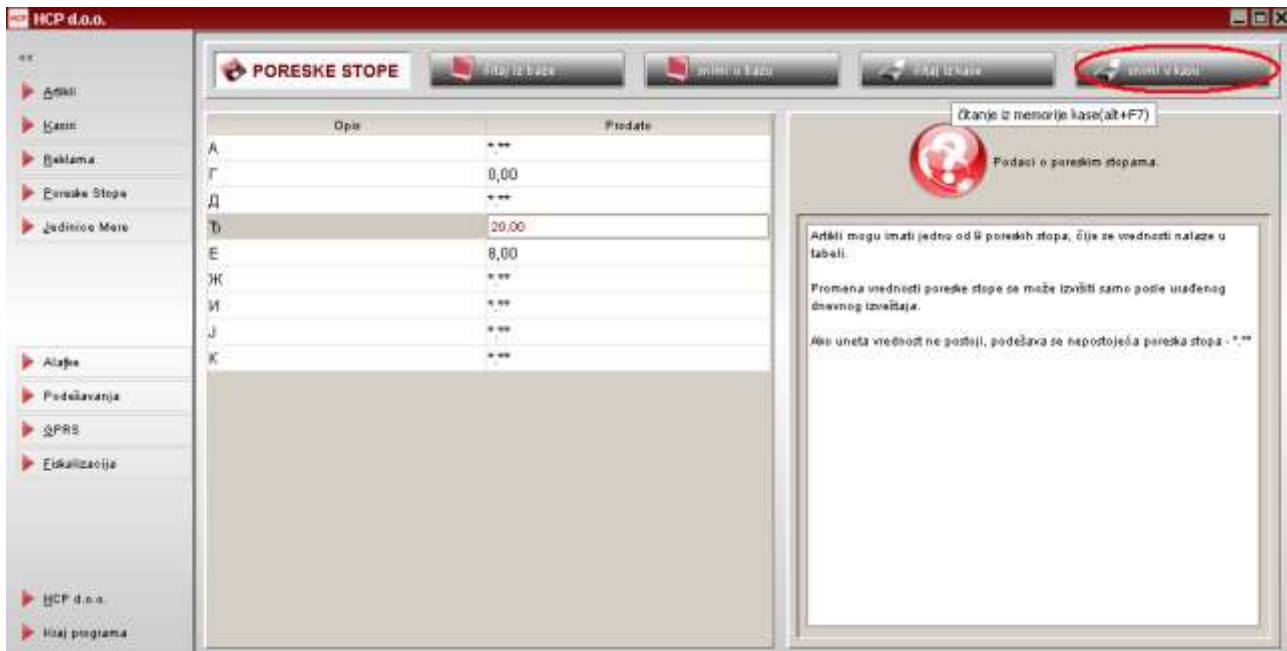 HCP d.o.o.
<<
Artikli
Kasiri
Reklama
Poreske Stope
Jedinice Mere
Alatke
Podešavanja
GPRS
Fiskalizacija
HCP d.o.o.
Kraj programa
PORESKE STOPE
čitaj iz baze
snimi u bazu
čitaj iz kase
snimi u kasu
čitanje iz memorije kase(alt+F7)
Opis Prodato
А *.**
Г 0,00
Д *.**
Ђ 20,00
Е 8,00
Ж *.**
И *.**
Ј *.**
К *.**
Podaci o poreskim stopama.
Artikli mogu imati jednu od 9 poreskih stopa, čije se vrednosti nalaze u
tabeli.
Promena vrednosti poreske stope se može izvršiti samo posle urađenog
dnevnog izveštaja.
Ako uneta vrednost ne postoji, podešava se nepostojeća poreska stopa - *.**